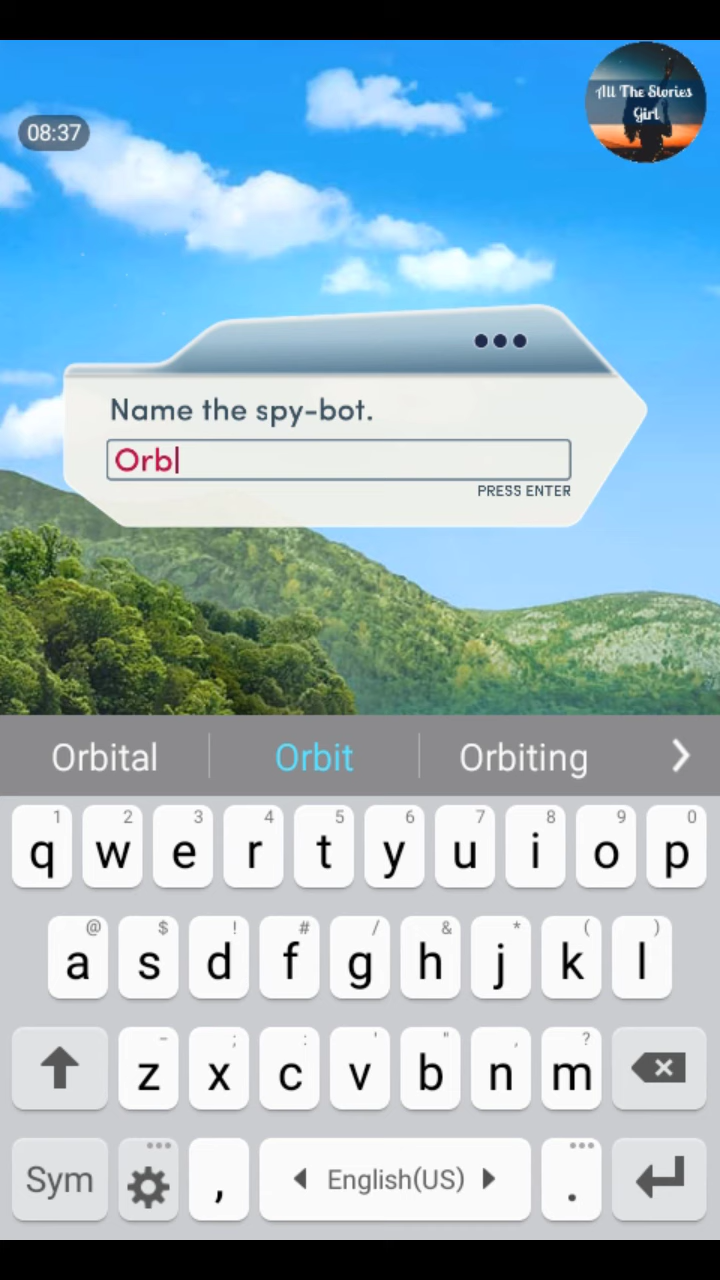 All The Stories
Girl
08:37
Name the spy-bot.
Orb
PRESS ENTER
Orbital Orbit Orbiting
1 2 3 4 5 6 7 8 9 0
q w e r t y u i o p
@ $ ! # / & * ( )
a s d f g h j k l
- ; : ' " , ?
z x c v b n m
Sym , English(US) .